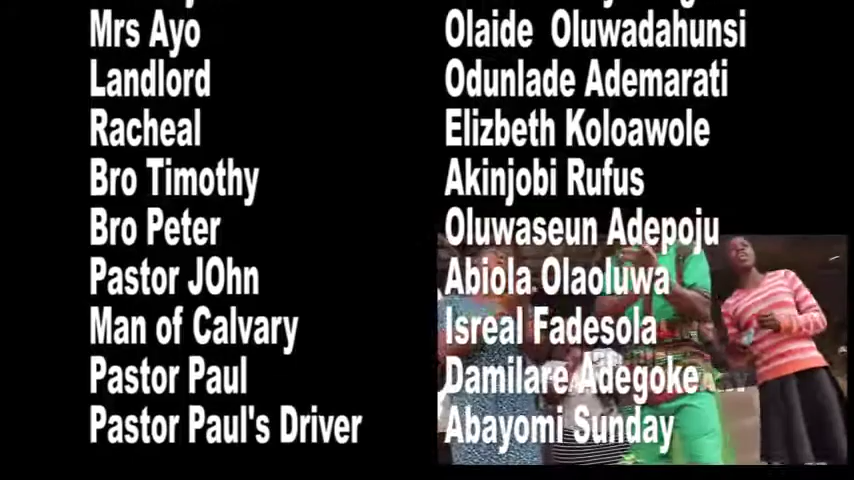 Mrs Ayo Olaide Oluwadahunsi
Landlord Odunlade Ademarati
Racheal Elizbeth Koloawole
Bro Timothy Akinjobi Rufus
Bro Peter Oluwaseun Adepoju
Pastor JOhn Abiola Olaoluwa
Man of Calvary Isreal Fadesola
Pastor Paul Damilare Adegoke
Pastor Paul's Driver Abayomi Sunday